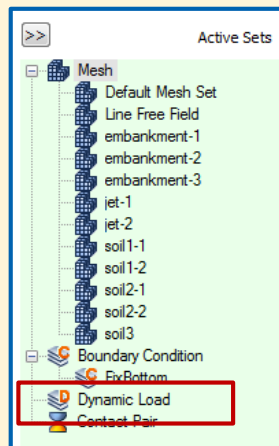 >>
Active Sets
Mesh
Default Mesh Set
Line Free Field
embankment-1
embankment-2
embankment-3
jet-1
jet-2
soil1-1
soil1-2
soil2-1
soil2-2
soil3
Boundary Condition
FixBottom
Dynamic Load
Contact Pair